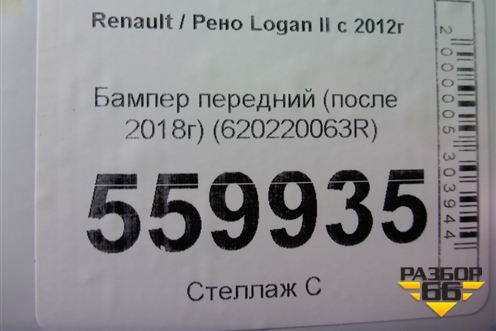 Renault / Рено Logan II с 2012г
Бампер передний (после
2018г) (620220063R)
559935
Стеллаж С
2000005303944
РАЗБОР
66